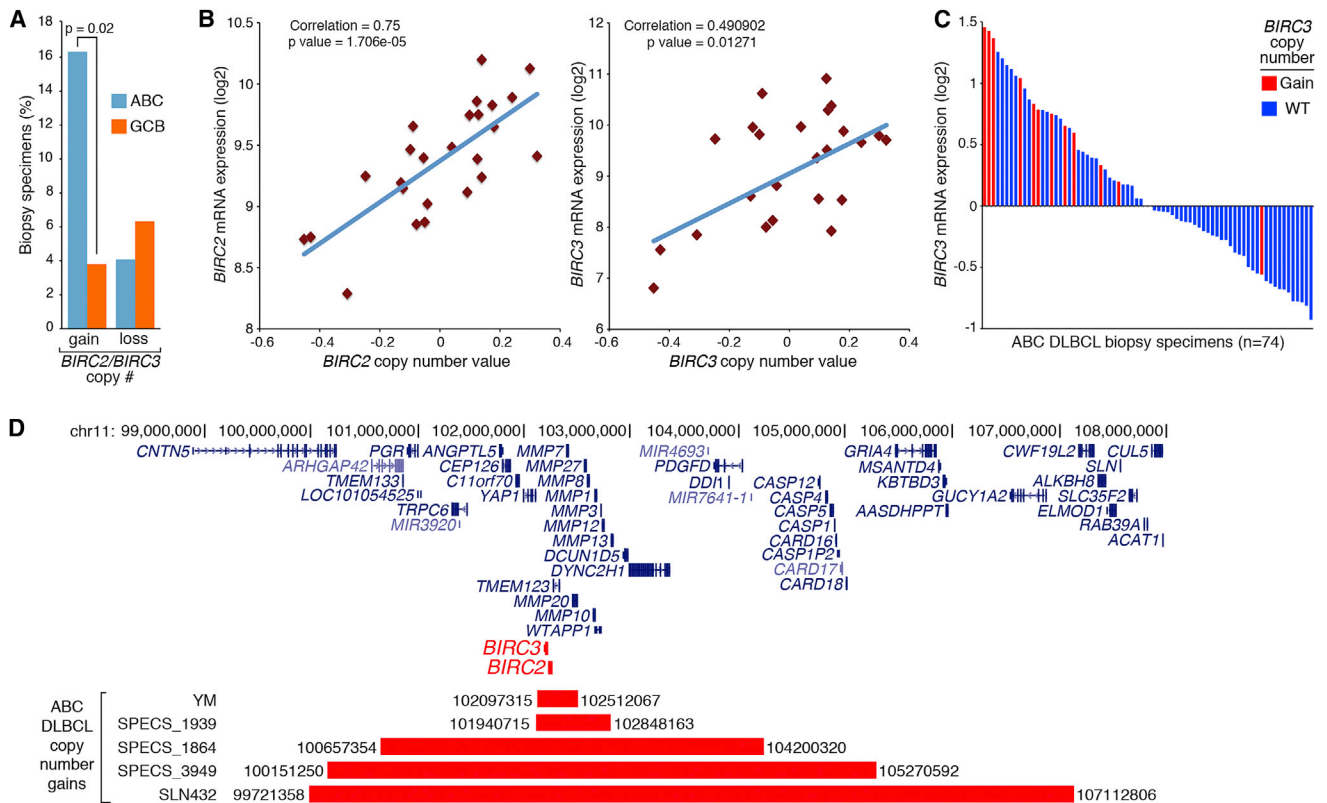 A
18
16
14
12
10
8
6
4
2
0
Biopsy specimens (%)
p = 0.02
ABC
GCB
gain loss
BIRC2/BIRC3
copy #
B
Correlation = 0.75
p value = 1.706e-05
10.5
10
9.5
9
8.5
8
BIRC2 mRNA expression (log2)
-0.6 -0.4 -0.2 0 0.2 0.4
BIRC2 copy number value
Correlation = 0.490902
p value = 0.01271
12
11
10
9
8
7
6
BIRC3 mRNA expression (log2)
-0.6 -0.4 -0.2 0 0.2 0.4
BIRC3 copy number value
C
1.5
1
0.5
0
-0.5
-1
BIRC3 mRNA expression (log2)
BIRC3
copy
number
Gain
WT
ABC DLBCL biopsy specimens (n=74)
D
chr11: 99,000,000 100,000,000 101,000,000 102,000,000 103,000,000 104,000,000 105,000,000 106,000,000 107,000,000 108,000,000
CNTN5 PGR ANGPTL5 MMP7 MIR4693 GRIA4 CWF19L2 CUL5
ARHGAP42 CEP126 MMP27 PDGFD MSANTD4 SLN
TMEM133 C11orf70 MMP8 DDI1 CASP12 KBTBD3 ALKBH8
LOC101054525 YAP1 MMP1 MIR7641-1 CASP4 GUCY1A2 SLC35F2
TRPC6 MMP3 CASP5 AASDHPPT ELMOD1
MIR3920 MMP12 CASP1 RAB39A
MMP13 CARD16 ACAT1
DCUN1D5 CASP1P2
DYNC2H1 CARD17
TMEM123 CARD18
MMP20
MMP10
WTAPP1
BIRC3
BIRC2
ABC
DLBCL
copy
number
gains
YM 102097315 102512067
SPECS_1939 101940715 102848163
SPECS_1864 100657354 104200320
SPECS_3949 100151250 105270592
SLN432 99721358 107112806